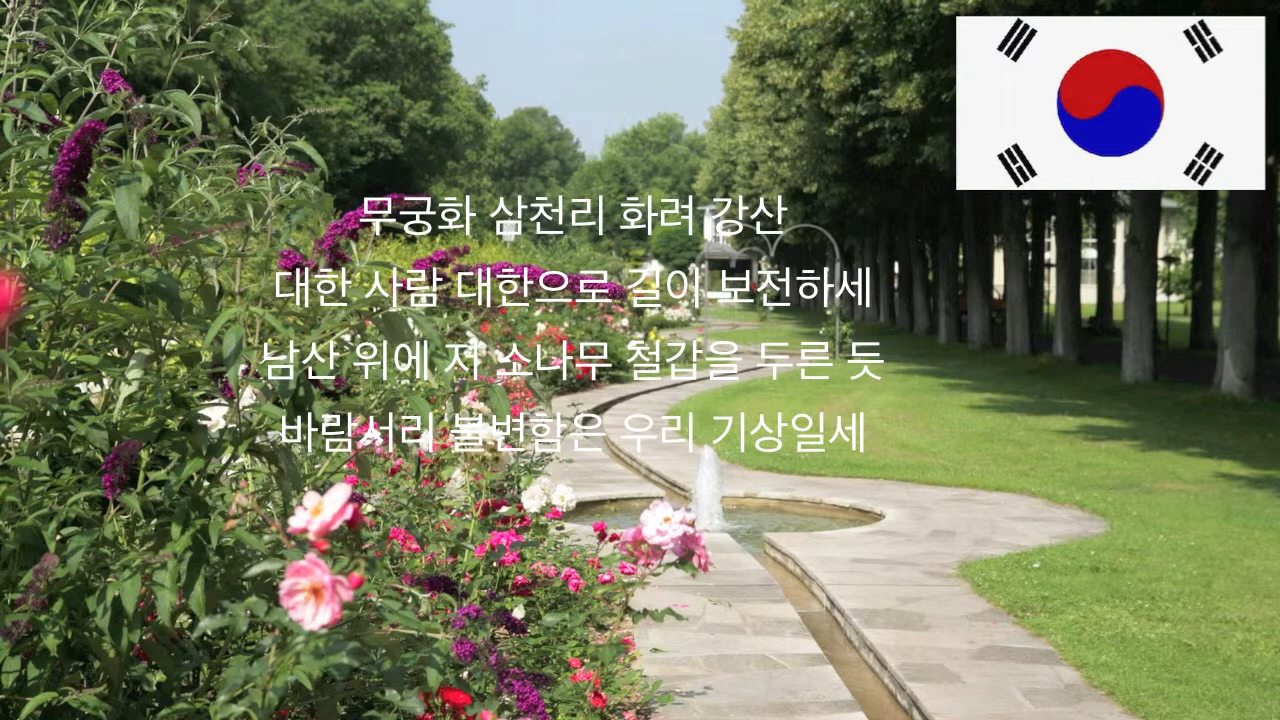 무궁화 삼천리 화려 강산
대한 사람 대한으로 길이 보전하세
남산 위에 저 소나무 철갑을 두른 듯
바람서리 불변함은 우리 기상일세